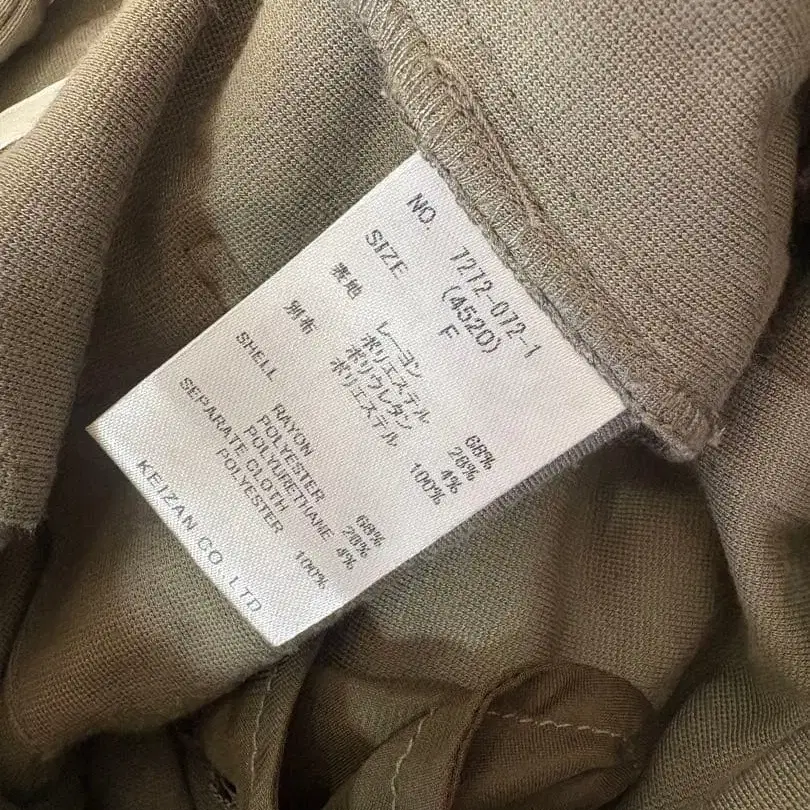 NO. 7272-072-1
(4520)
SIZE F
表地 レーヨン 68%
ポリエステル 28%
ポリウレタン 4%
別布 ポリエステル 100%
SHELL
RAYON 68%
POLYESTER 28%
POLYURETHANE 4%
SEPARATE CLOTH
POLYESTER 100%
KEIZAN CO LTD